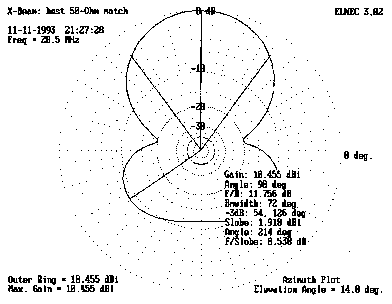 X-Beam: best 50-Ohm match
0 dB
ELNEC 3.02
11-11-1993 21:27:28
Freq = 28.5 MHz
-10
-20
-30
0 deg.
Gain: 10.455 dBi
Angle: 90 deg
F/B: 11.756 dB
Bmwidth: 72 deg
-3dB: 54, 126 deg
Slobe: 1.918 dBi
Angle: 214 deg
F/Slobe: 8.538 dB
Outer Ring = 10.455 dBi
Max. Gain = 10.455 dBi
Azimuth Plot
Elevation Angle = 14.0 deg.